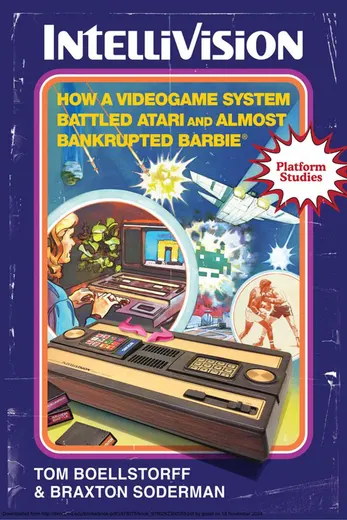 INTELLIVISION
HOW A VIDEOGAME SYSTEM
BATTLED ATARI AND ALMOST
BANKRUPTED BARBIE®
Platform
Studies
TOM BOELLSTORFF
& BRAXTON SODERMAN